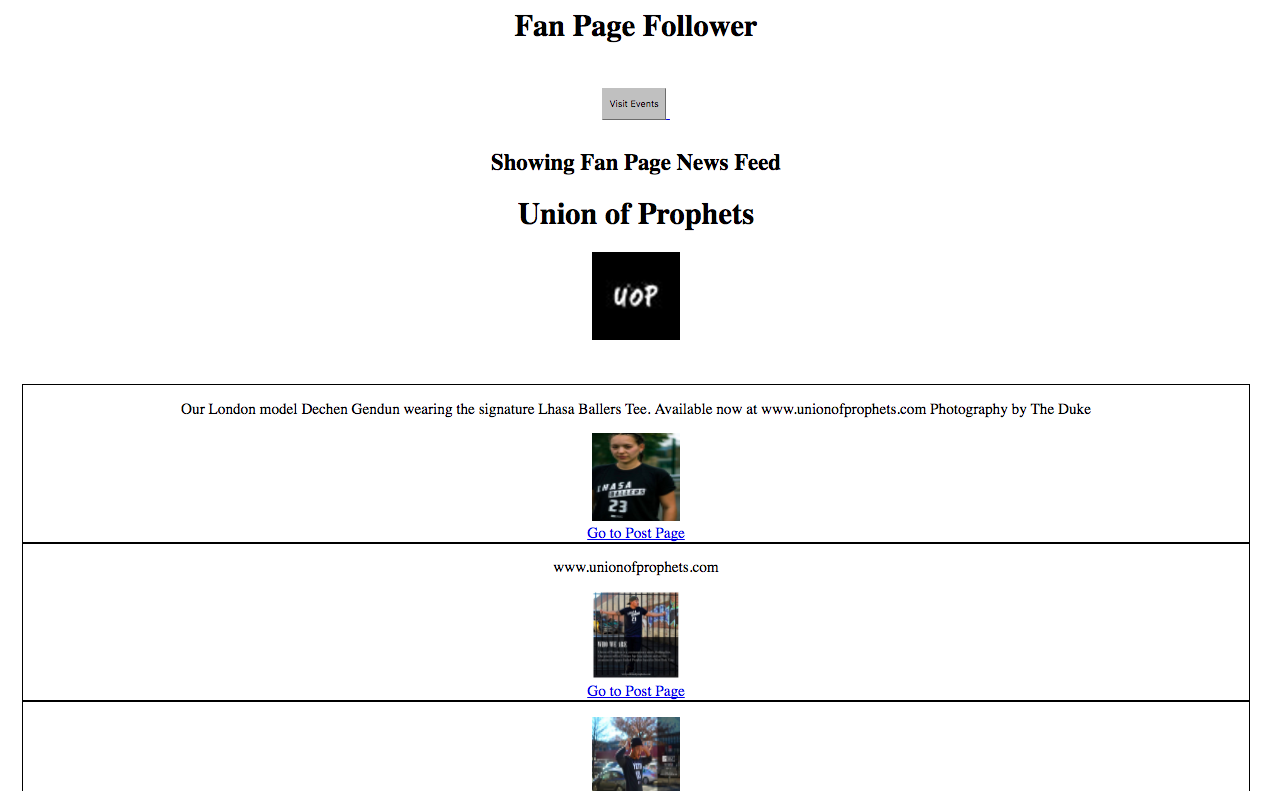 Fan Page Follower
Visit Events
Showing Fan Page News Feed
Union of Prophets
UOP
Our London model Dechen Gendun wearing the signature Lhasa Ballers Tee. Available now at www.unionofprophets.com Photography by The Duke
LHASA
BALLERS
23
Go to Post Page
www.unionofprophets.com
23
WHO WE ARE
Go to Post Page